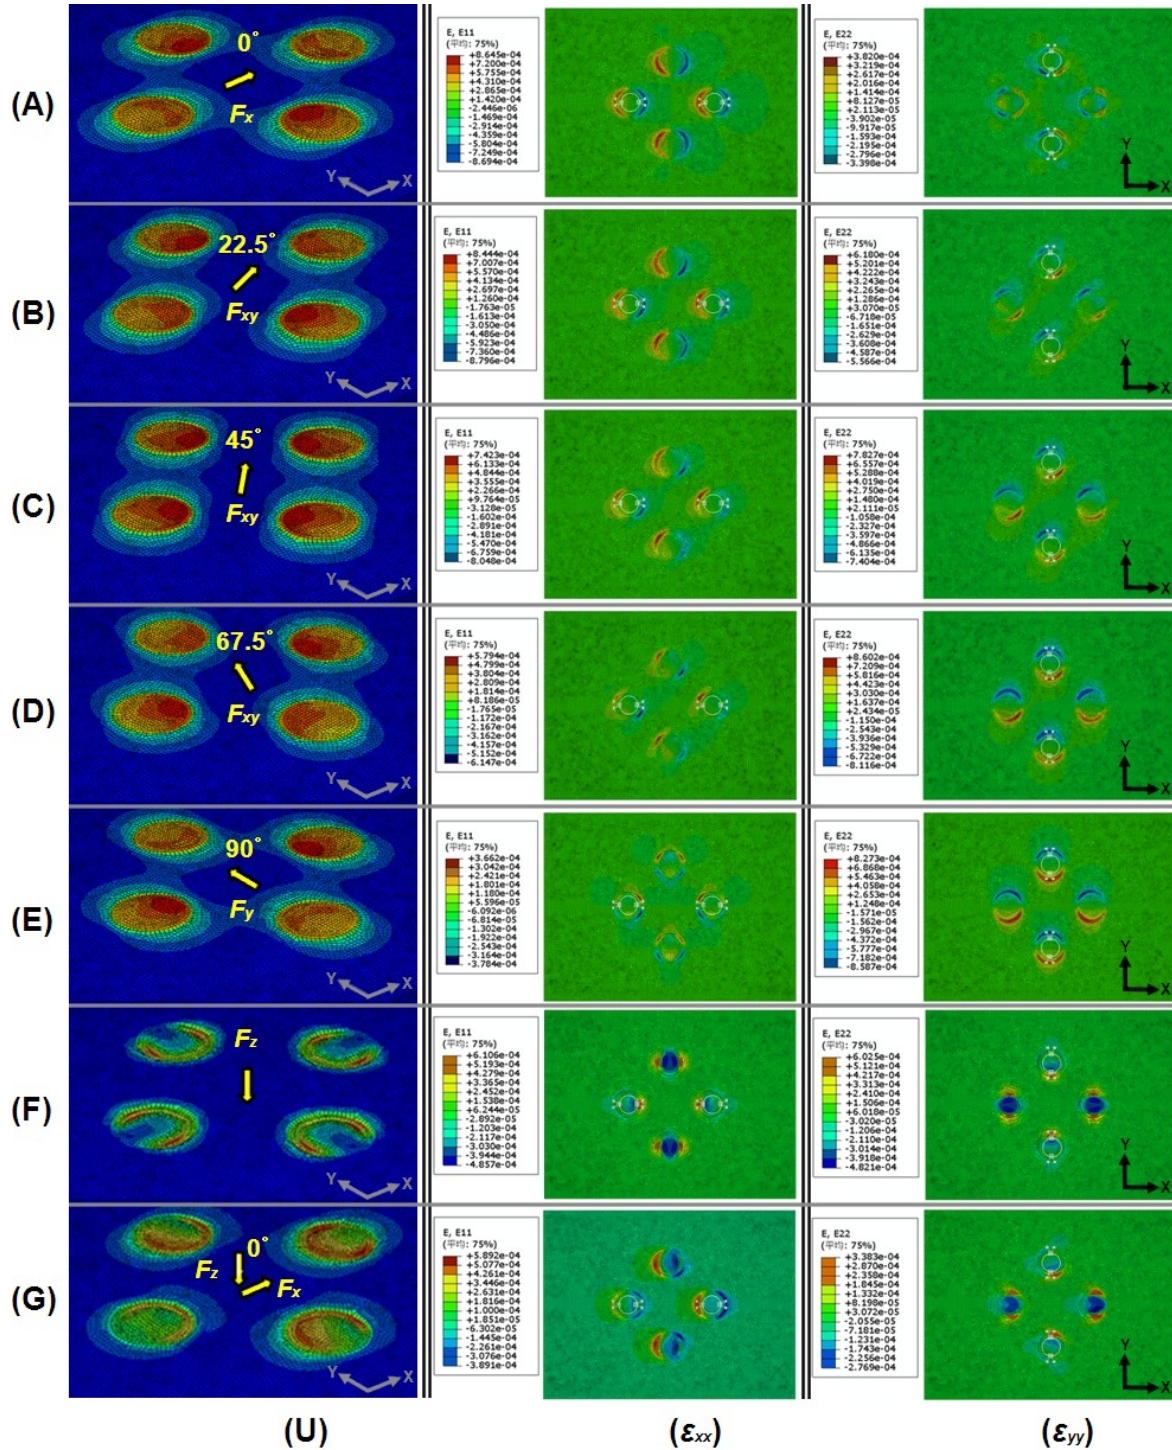 (A)
0°
Fx
Y
X
E, E11
(平均: 75%)
+8.645e-04
+7.200e-04
+5.755e-04
+4.310e-04
+2.865e-04
+1.420e-04
-2.446e-06
-1.469e-04
-2.914e-04
-4.359e-04
-5.804e-04
-7.249e-04
-8.694e-04
E, E22
(平均: 75%)
+3.820e-04
+3.219e-04
+2.617e-04
+2.016e-04
+1.414e-04
+8.127e-05
+2.113e-05
-3.902e-05
-9.917e-05
-1.593e-04
-2.195e-04
-2.796e-04
-3.398e-04
Y
X
(B)
22.5°
Fxy
Y
X
E, E11
(平均: 75%)
+8.444e-04
+7.007e-04
+5.570e-04
+4.134e-04
+2.697e-04
+1.260e-04
-1.763e-05
-1.613e-04
-3.050e-04
-4.486e-04
-5.923e-04
-7.360e-04
-8.796e-04
E, E22
(平均: 75%)
+6.180e-04
+5.201e-04
+4.222e-04
+3.243e-04
+2.265e-04
+1.286e-04
+3.070e-05
-6.718e-05
-1.651e-04
-2.629e-04
-3.608e-04
-4.587e-04
-5.566e-04
Y
X
(C)
45°
Fxy
Y
X
E, E11
(平均: 75%)
+7.423e-04
+6.133e-04
+4.844e-04
+3.555e-04
+2.266e-04
+9.764e-05
-3.128e-05
-1.602e-04
-2.891e-04
-4.181e-04
-5.470e-04
-6.759e-04
-8.048e-04
E, E22
(平均: 75%)
+7.827e-04
+6.557e-04
+5.288e-04
+4.019e-04
+2.750e-04
+1.480e-04
+2.111e-05
-1.058e-04
-2.327e-04
-3.597e-04
-4.866e-04
-6.135e-04
-7.404e-04
Y
X
(D)
67.5°
Fxy
Y
X
E, E11
(平均: 75%)
+5.794e-04
+4.799e-04
+3.804e-04
+2.809e-04
+1.814e-04
+8.186e-05
-1.765e-05
-1.172e-04
-2.167e-04
-3.162e-04
-4.157e-04
-5.152e-04
-6.147e-04
E, E22
(平均: 75%)
+8.602e-04
+7.209e-04
+5.816e-04
+4.423e-04
+3.030e-04
+1.637e-04
+2.434e-05
-1.150e-04
-2.543e-04
-3.936e-04
-5.329e-04
-6.722e-04
-8.116e-04
Y
X
(E)
90°
Fy
Y
X
E, E11
(平均: 75%)
+3.662e-04
+3.042e-04
+2.421e-04
+1.801e-04
+1.180e-04
+5.596e-05
-6.092e-06
-6.814e-05
-1.302e-04
-1.922e-04
-2.543e-04
-3.164e-04
-3.784e-04
E, E22
(平均: 75%)
+8.273e-04
+6.868e-04
+5.463e-04
+4.058e-04
+2.653e-04
+1.248e-04
-1.571e-05
-1.562e-04
-2.967e-04
-4.372e-04
-5.777e-04
-7.182e-04
-8.587e-04
Y
X
(F)
Fz
Y
X
E, E11
(平均: 75%)
+6.106e-04
+5.193e-04
+4.279e-04
+3.365e-04
+2.452e-04
+1.538e-04
+6.244e-05
-2.892e-05
-1.203e-04
-2.117e-04
-3.030e-04
-3.944e-04
-4.857e-04
E, E22
(平均: 75%)
+6.025e-04
+5.121e-04
+4.217e-04
+3.313e-04
+2.410e-04
+1.506e-04
+6.018e-05
-3.020e-05
-1.206e-04
-2.110e-04
-3.014e-04
-3.918e-04
-4.821e-04
Y
X
(G)
0°
Fz
Fx
Y
X
E, E11
(平均: 75%)
+5.892e-04
+5.077e-04
+4.261e-04
+3.446e-04
+2.631e-04
+1.816e-04
+1.000e-04
+1.851e-05
-6.302e-05
-1.445e-04
-2.261e-04
-3.076e-04
-3.891e-04
E, E22
(平均: 75%)
+3.383e-04
+2.870e-04
+2.358e-04
+1.845e-04
+1.332e-04
+8.198e-05
+3.072e-05
-2.055e-05
-7.181e-05
-1.231e-04
-1.743e-04
-2.256e-04
-2.769e-04
Y
X
(U)
(εxx)
(εyy)